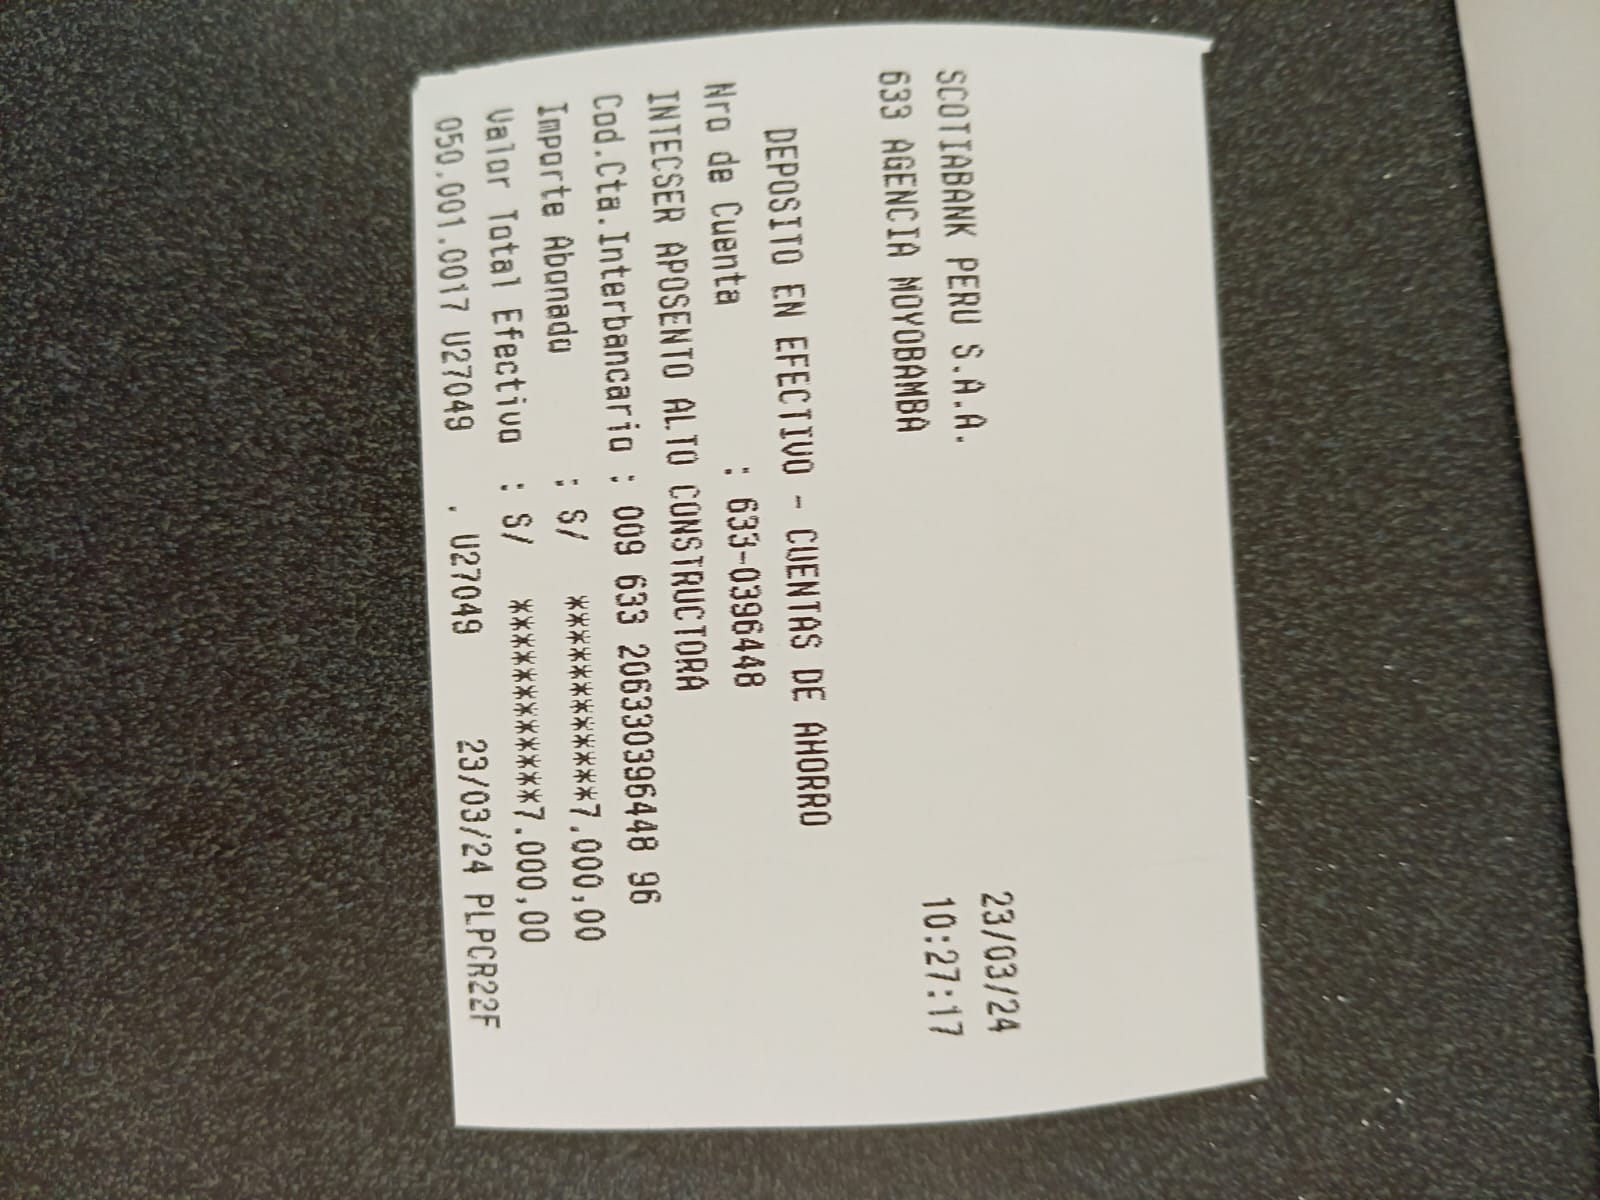 SCOTIABANK PERU S.A.A. 23/03/24
633 AGENCIA MOYOBAMBA 10:27:17
DEPOSITO EN EFECTIVO - CUENTAS DE AHORRO
Nro de Cuenta : 633-0396448
INTECSER APOSENTO ALTO CONSTRUCTORA
Cod.Cta.Interbancario : 009 633 206330396448 96
Importe Abonado : S/ *************7.000,00
Valor Total Efectivo : S/ *************7.000,00
050.001.0017 U27049 . U27049 23/03/24 PLPCR22F